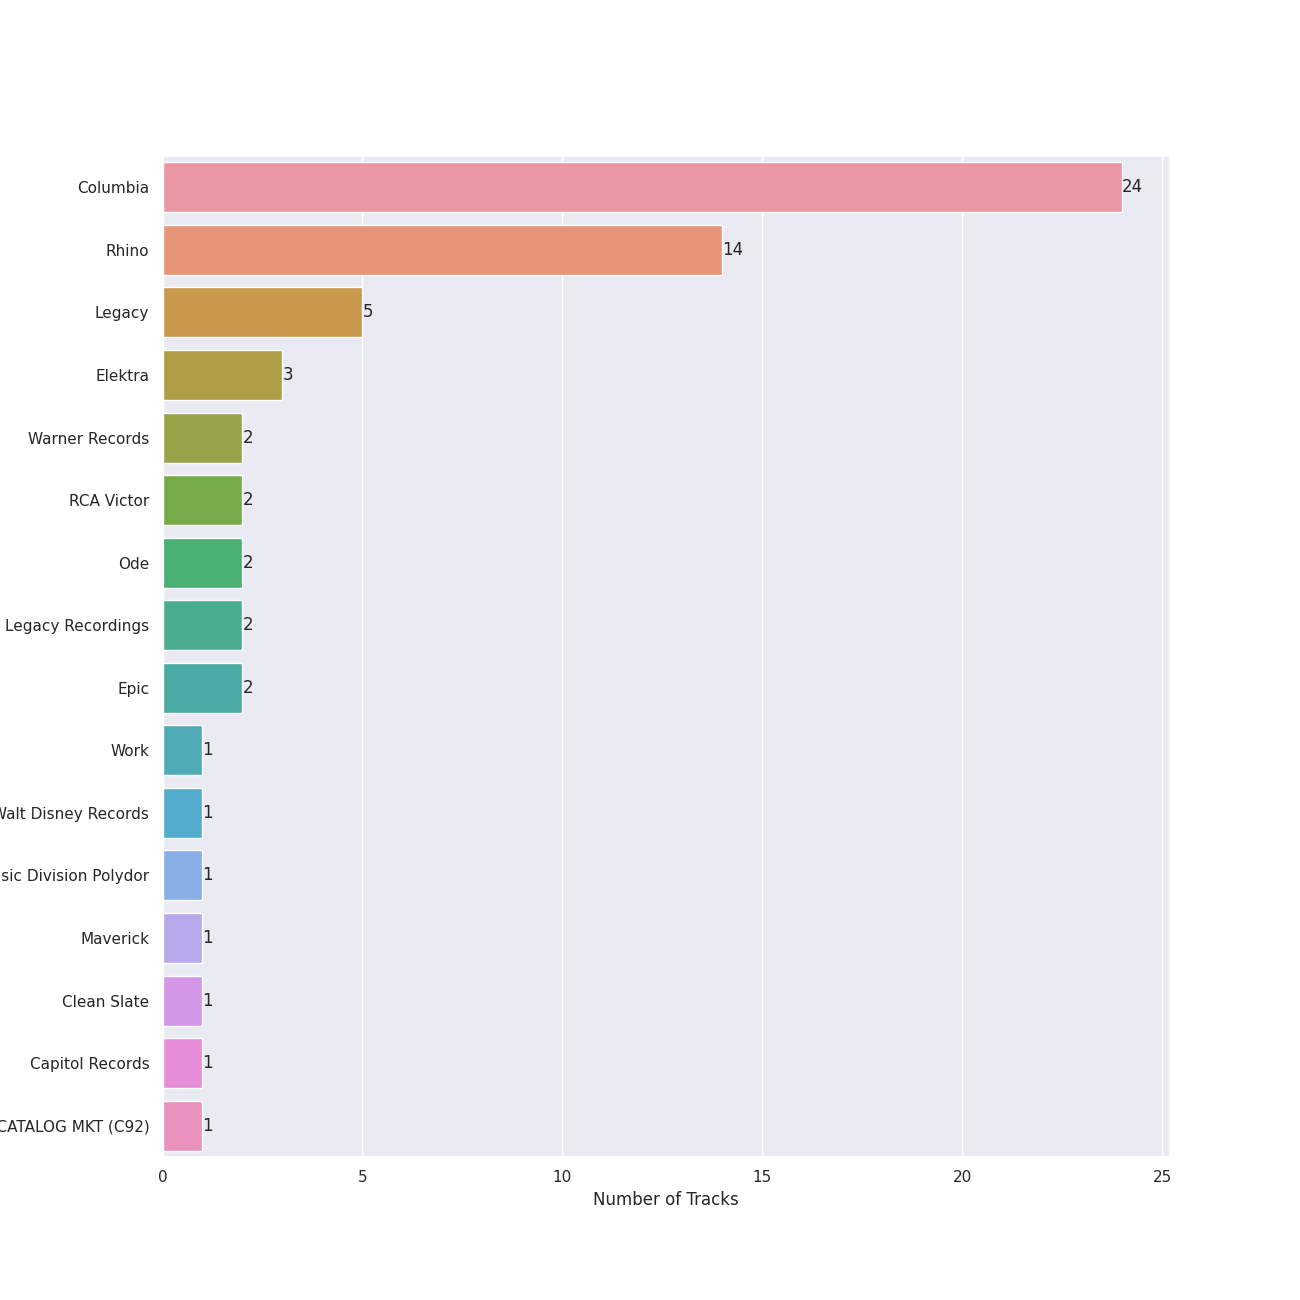 Columbia 24
Rhino 14
Legacy 5
Elektra 3
Warner Records 2
RCA Victor 2
Ode 2
Legacy Recordings 2
Epic 2
Work 1
Walt Disney Records 1
Division Polydor 1
Maverick 1
Clean Slate 1
Capitol Records 1
CATALOG MKT (C92) 1
0 5 10 15 20 25
Number of Tracks